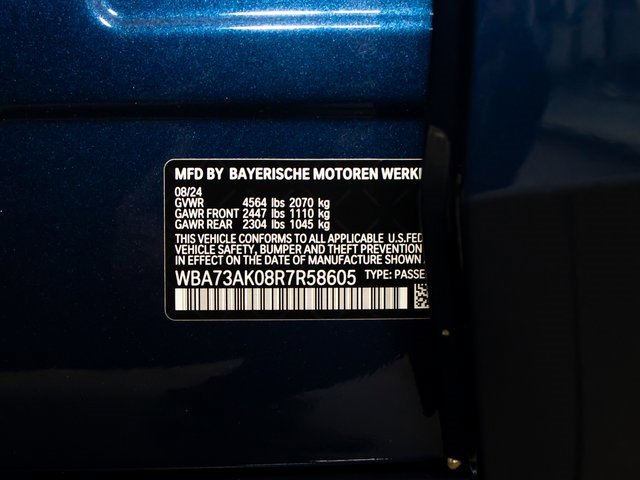 MFD BY BAYERISCHE MOTOREN
08/24
GVWR 4564 lbs 2070 kg
GAWR FRONT 2447 lbs 1110 kg
GAWR REAR 2304 lbs 1045 kg
THIS VEHICLE CONFORMS TO ALL APPLICABLE U.S.FED
VEHICLE SAFETY, BUMPER AND THEFT PREVENTION
IN EFFECT ON THE DATE OF MANUFACTURE SHOWN
WBA73AK08R7R58605 TYPE: PASSE